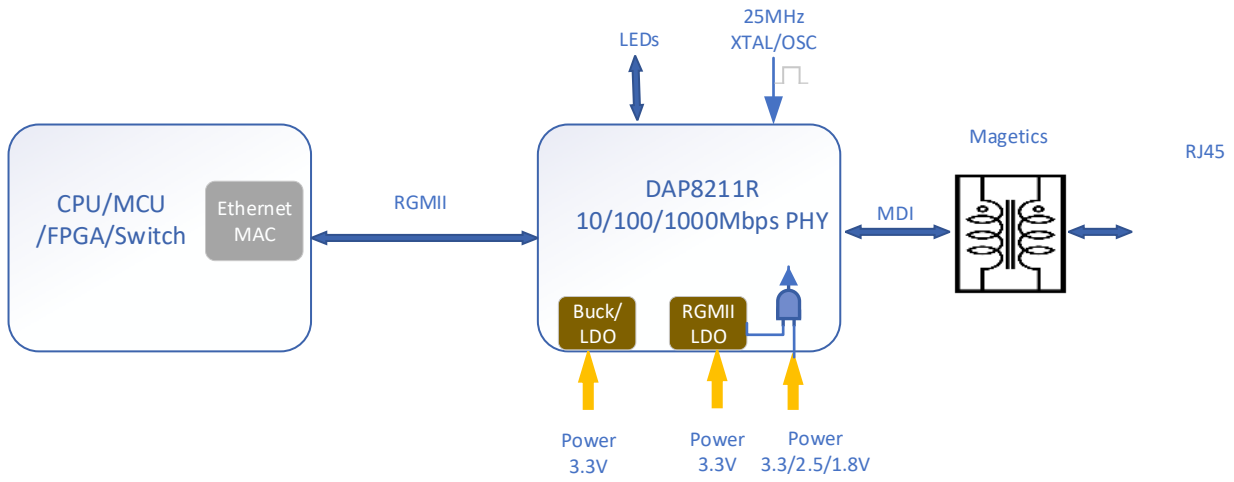 25MHz
XTAL/OSC
LEDs
Magetics
RJ45
CPU/MCU
/FPGA/Switch
Ethernet
MAC
RGMII
DAP8211R
10/100/1000Mbps PHY
MDI
Buck/
LDO
RGMII
LDO
Power
3.3V
Power
3.3V
Power
3.3/2.5/1.8V